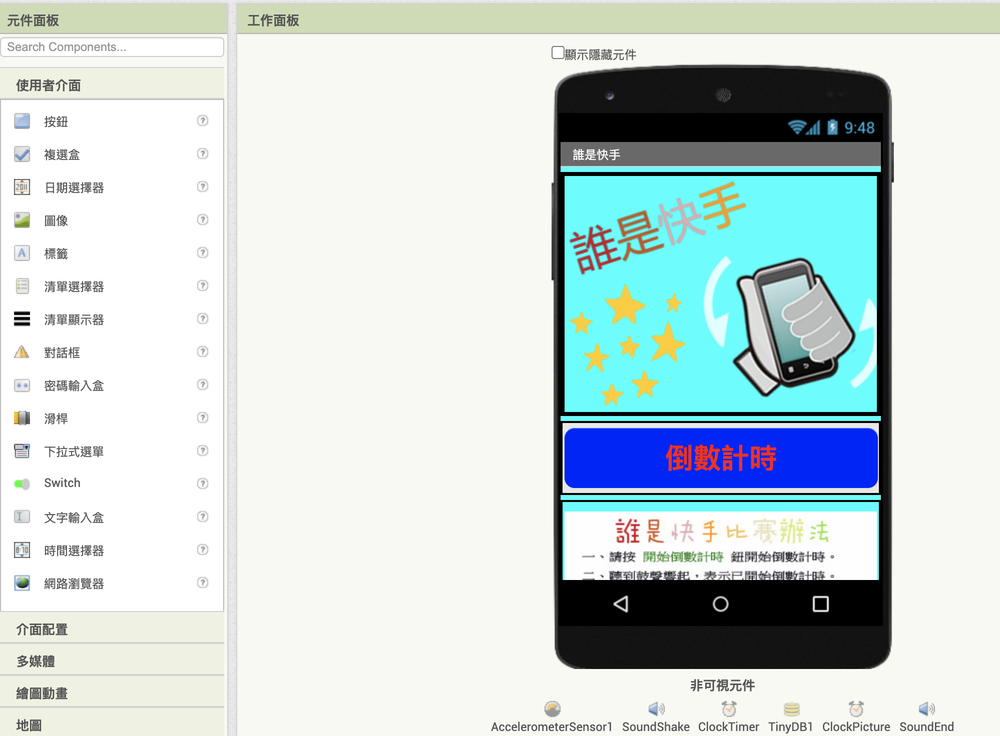 元件面板
Search Components...
使用者介面
按鈕
複選盒
日期選擇器
圖像
標籤
清單選擇器
清單顯示器
對話框
密碼輸入盒
滑桿
下拉式選單
Switch
文字輸入盒
時間選擇器
網路瀏覽器
介面配置
多媒體
繪圖動畫
地圖
工作面板
顯示隱藏元件
9:48
誰是快手
誰是快手
倒數計時
誰是快手比賽辦法
一、請按 開始倒數計時 鈕開始倒數計時。
二、聽到鼓聲響起，表示已開始倒數計時。
非可視元件
AccelerometerSensor1 SoundShake ClockTimer TinyDB1 ClockPicture SoundEnd